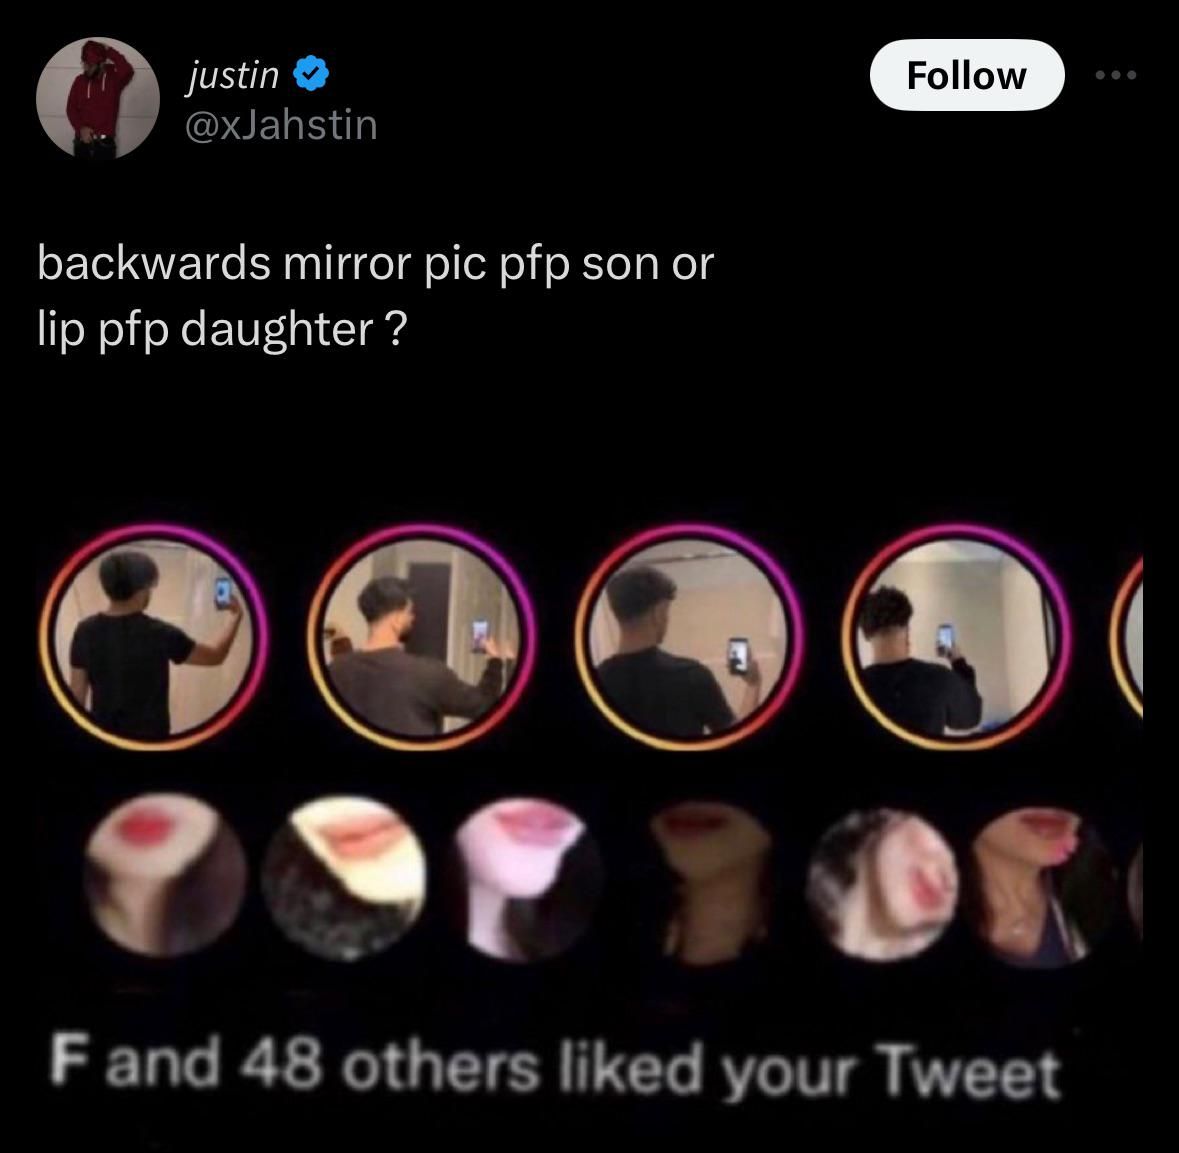 justin
@xJahstin
Follow
backwards mirror pic pfp son or
lip pfp daughter ?
F and 48 others liked your Tweet